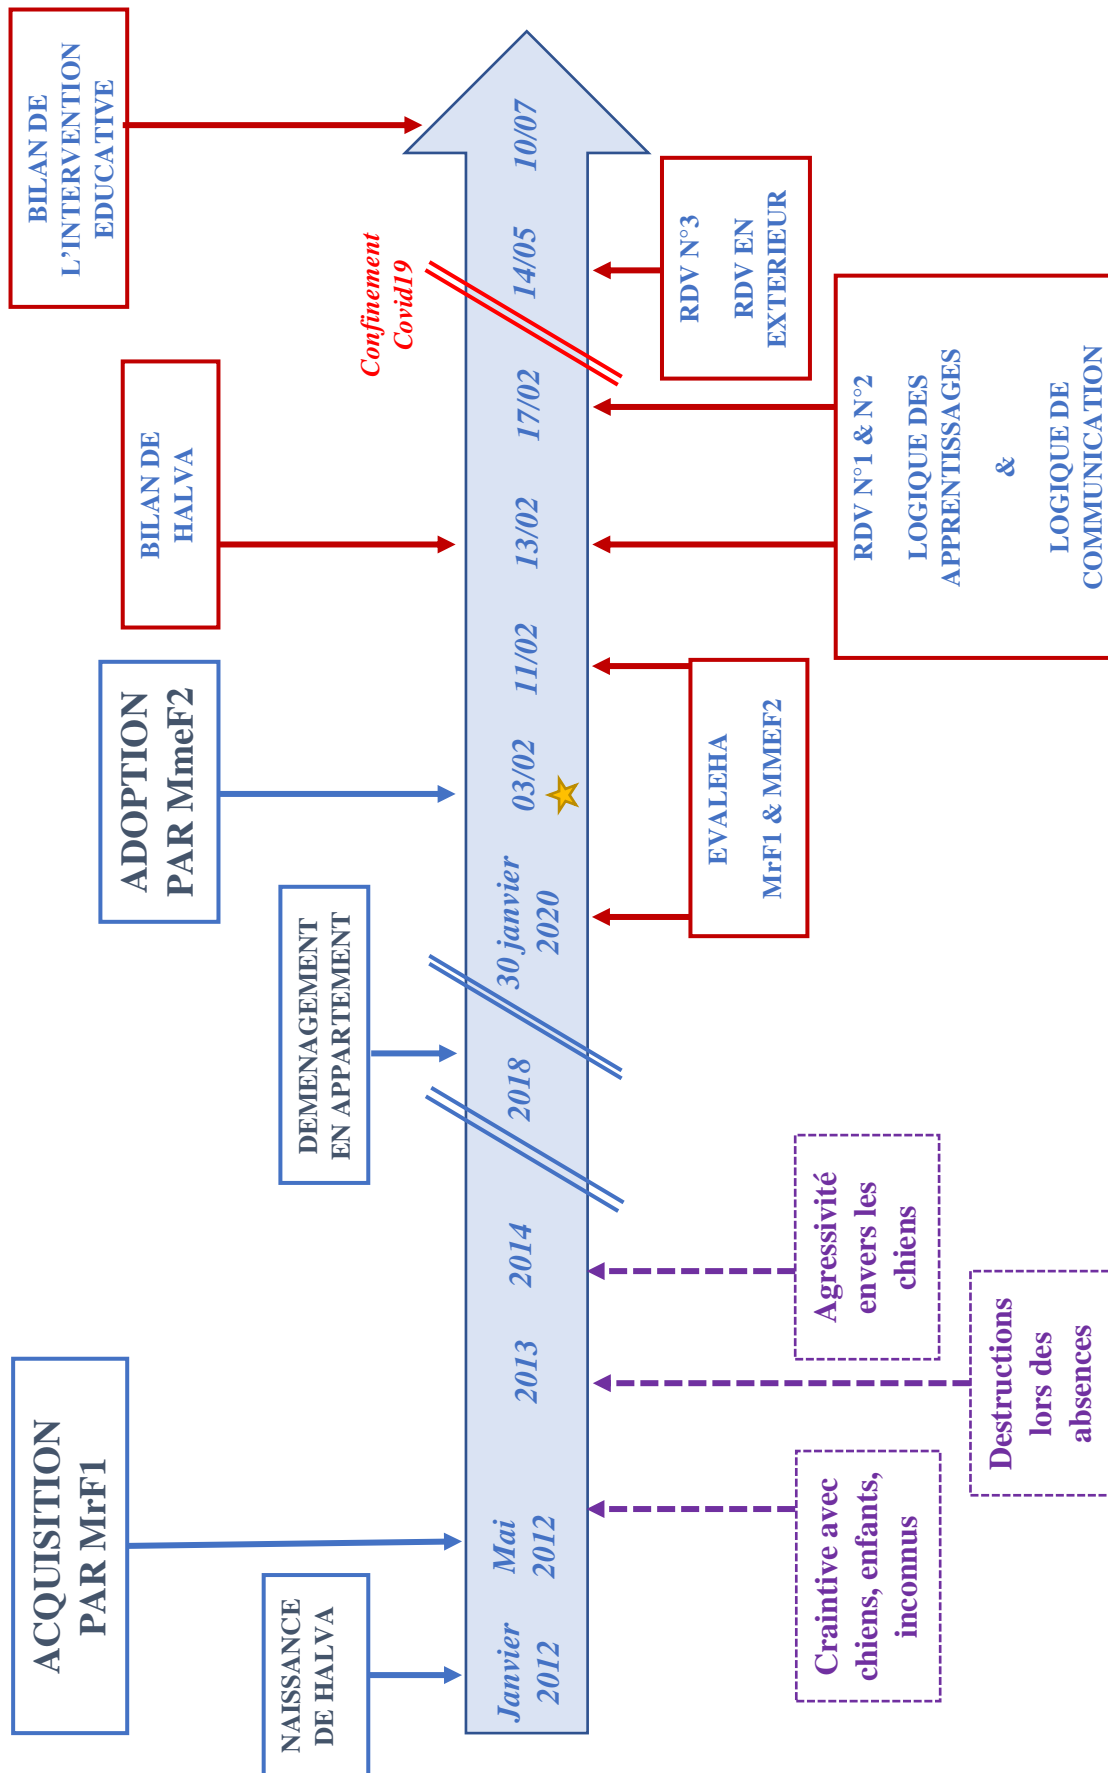 ACQUISITION
PAR MrF1
NAISSANCE
DE HALVA
DEMENAGEMENT
EN APPARTEMENT
ADOPTION
PAR MmeF2
BILAN DE
HALVA
BILAN DE
L'INTERVENTION
EDUCATIVE
Confinement
Covid19
Janvier
2012
Mai
2012
2013
2014
2018
30 janvier
2020
03/02
11/02
13/02
17/02
14/05
10/07
Craintive avec
chiens, enfants,
inconnus
Destructions
lors des
absences
Agressivité
envers les
chiens
EVALEHA
MrF1 & MMEF2
RDV N°1 & N°2
LOGIQUE DES
APPRENTISSAGES
&
LOGIQUE DE
COMMUNICATION
RDV N°3
RDV EN
EXTERIEUR